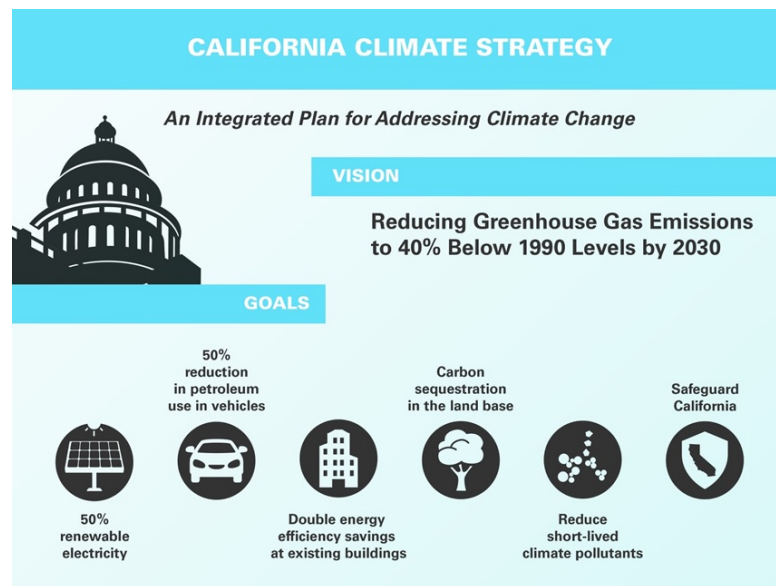 CALIFORNIA CLIMATE STRATEGY
An Integrated Plan for Addressing Climate Change
VISION
Reducing Greenhouse Gas Emissions
to 40% Below 1990 Levels by 2030
GOALS
50%
renewable
electricity
50%
reduction
in petroleum
use in vehicles
Double energy
efficiency savings
at existing buildings
Carbon
sequestration
in the land base
Reduce
short-lived
climate pollutants
Safeguard
California